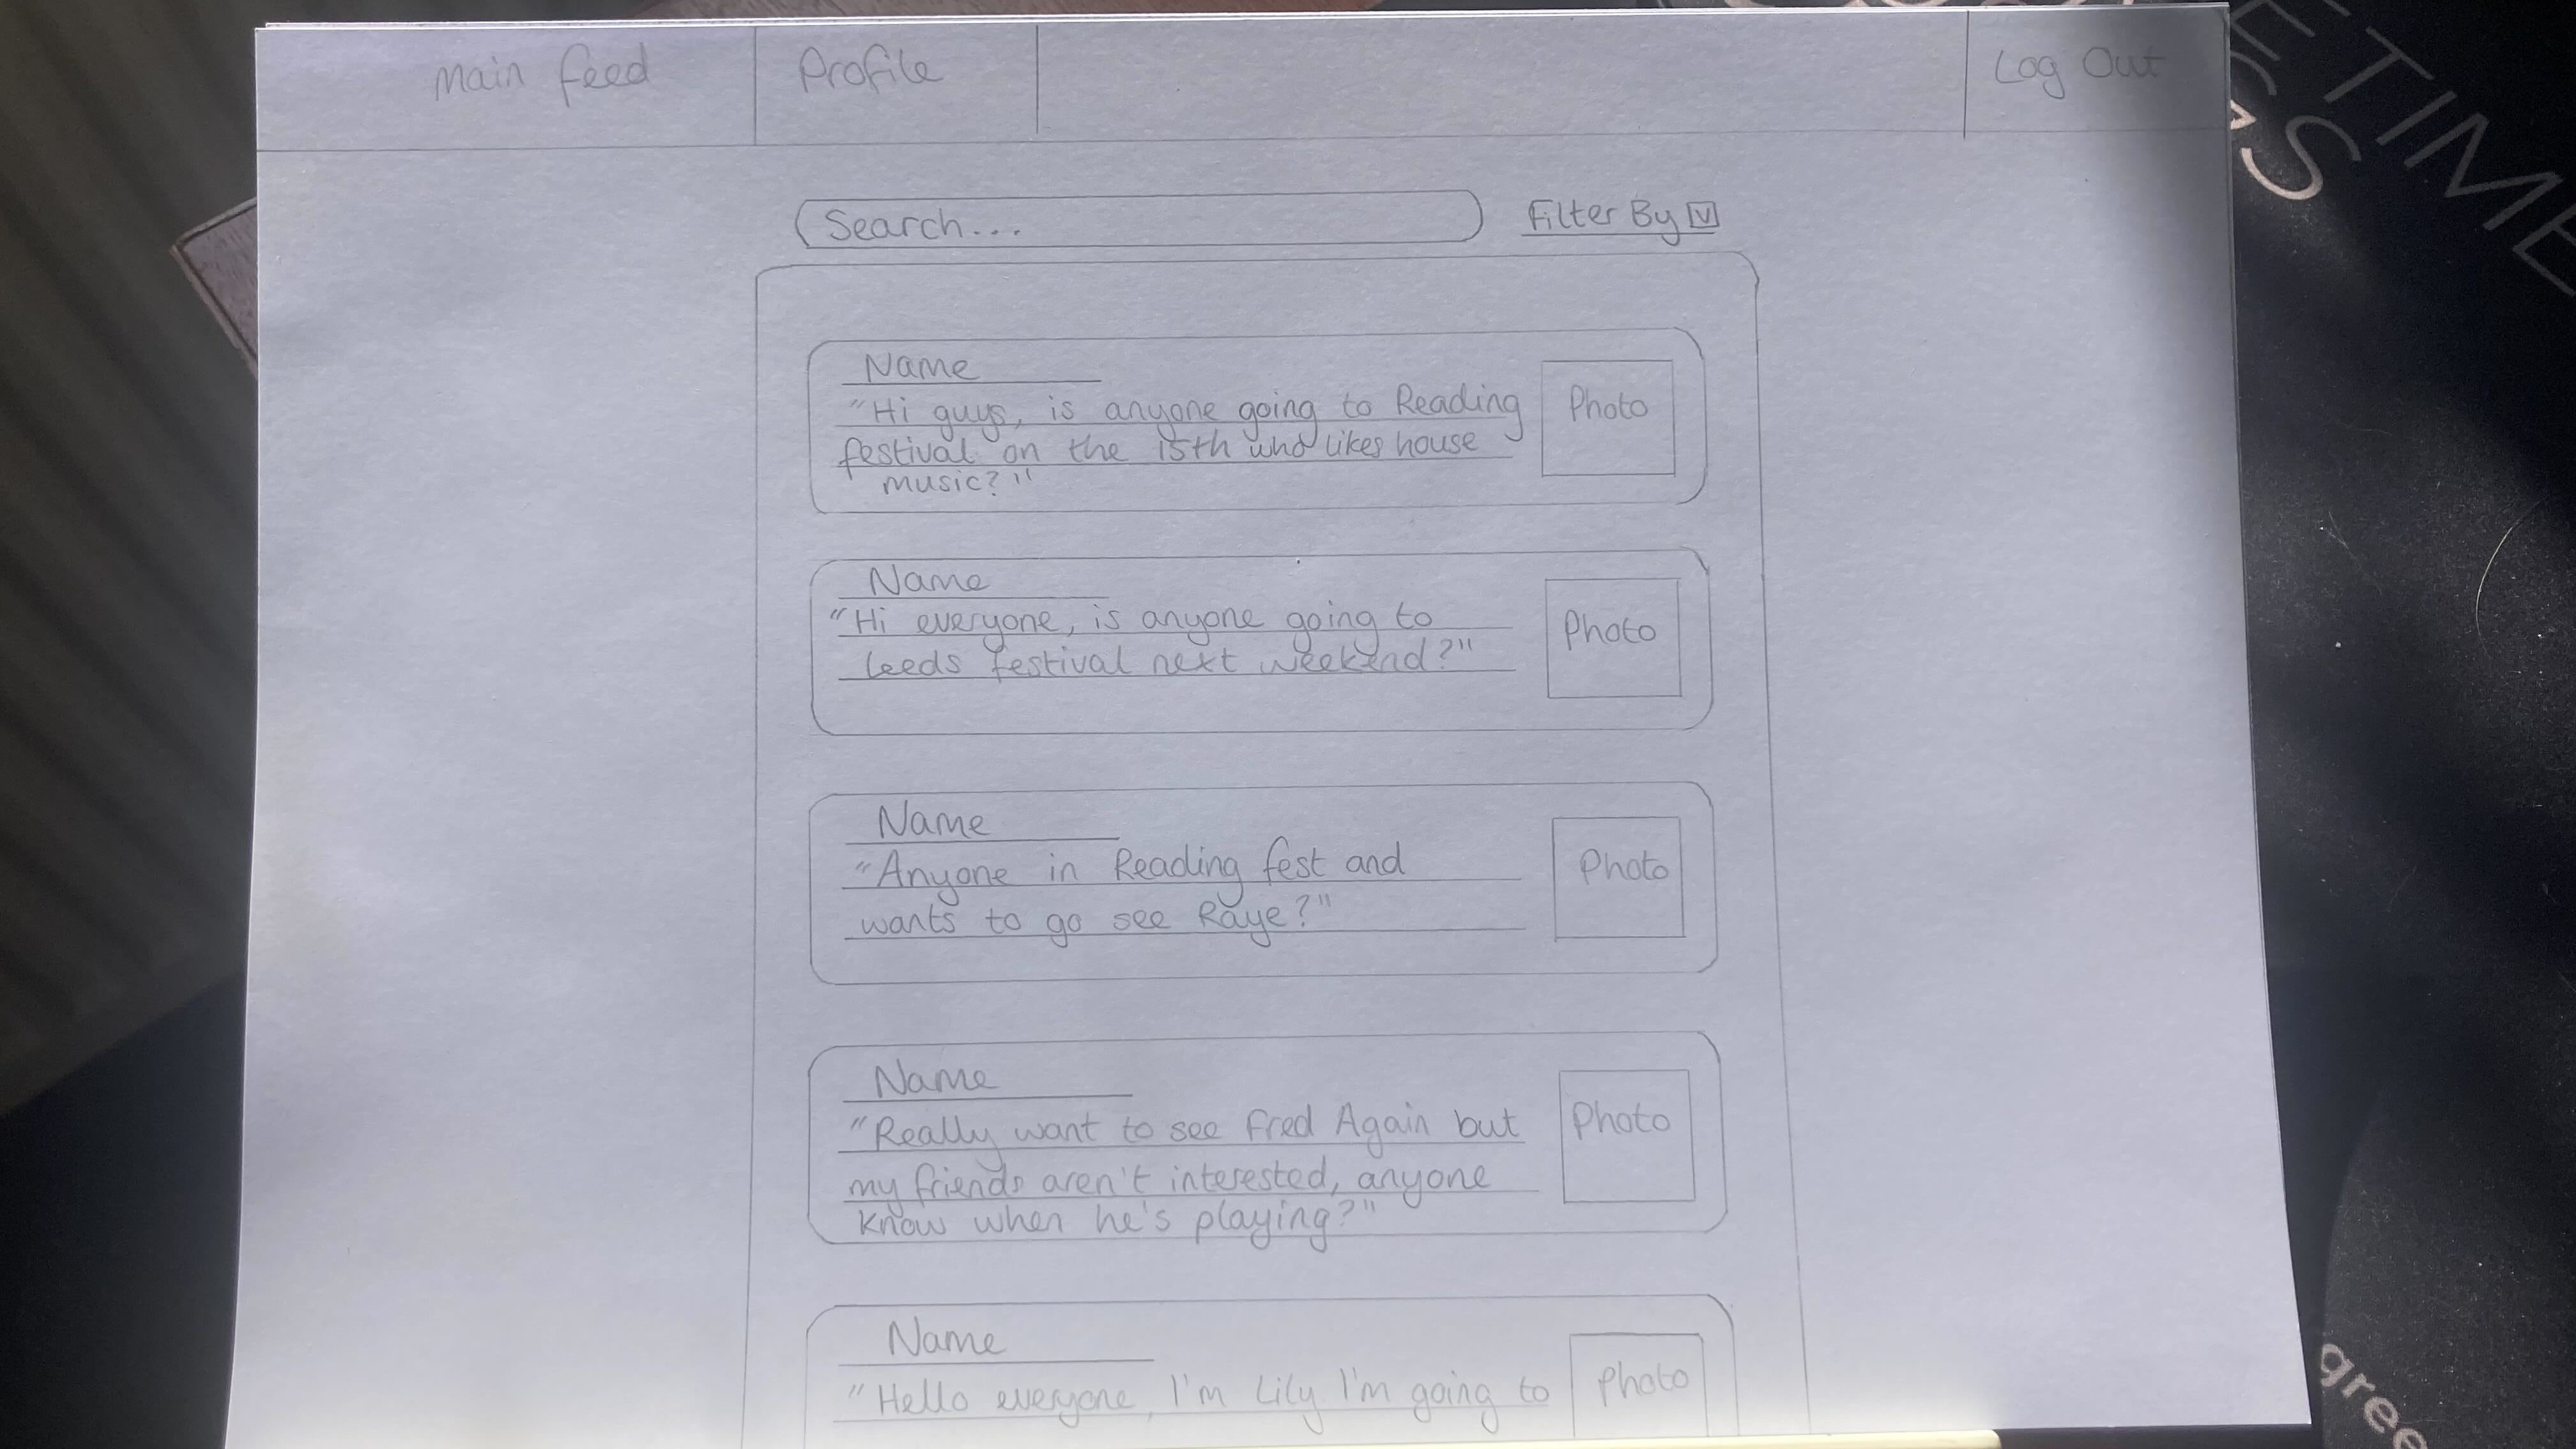 Main feed
Profile
Log Out
Search...
Filter By
Name
"Hi guys, is anyone going to Reading
festival on the 15th who likes house
music?"
Photo
Name
"Hi everyone, is anyone going to
Leeds festival next weekend?"
Photo
Name
"Anyone in Reading fest and
wants to go see Raye?"
Photo
Name
"Really want to see Fred Again but
my friends aren't interested, anyone
know when he's playing?"
Photo
Name
"Hello everyone, I'm Lily I'm going to
Photo
ETIME
AS
gree